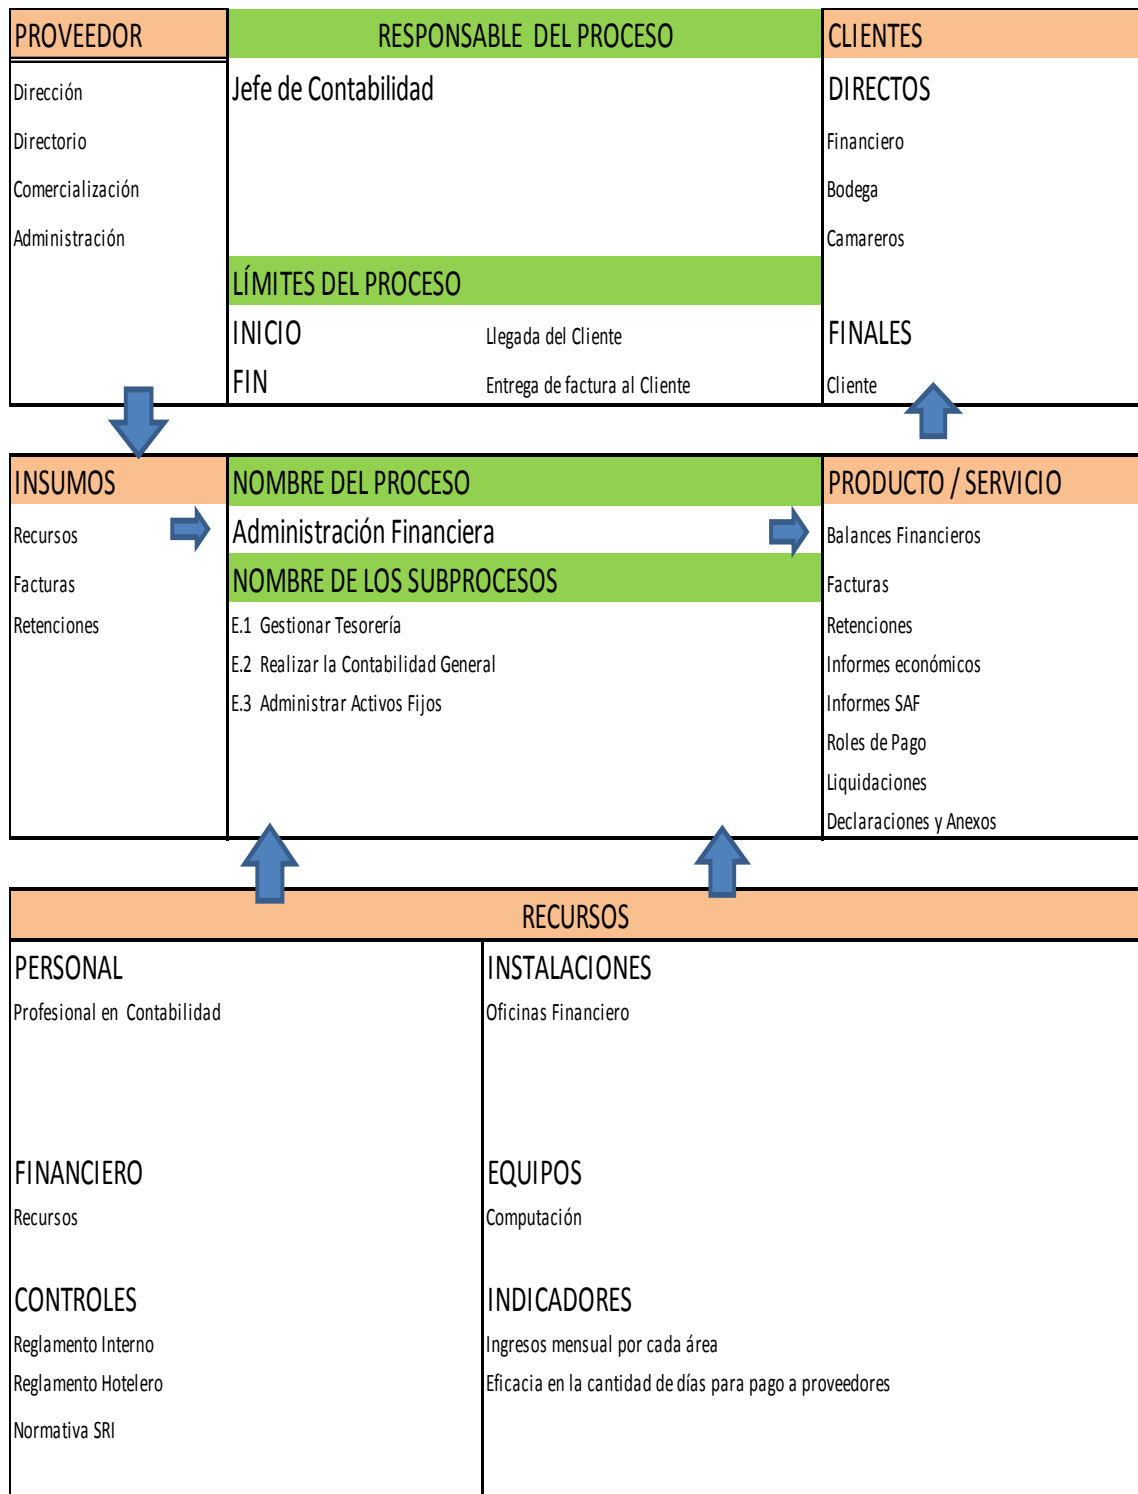 PROVEEDOR
RESPONSABLE DEL PROCESO
CLIENTES
Dirección
Jefe de Contabilidad
DIRECTOS
Directorio
Financiero
Comercialización
Bodega
Administración
Camareros
LÍMITES DEL PROCESO
INICIO
Llegada del Cliente
FINALES
FIN
Entrega de factura al Cliente
Cliente
INSUMOS
NOMBRE DEL PROCESO
PRODUCTO / SERVICIO
Recursos
Administración Financiera
Balances Financieros
Facturas
NOMBRE DE LOS SUBPROCESOS
Facturas
Retenciones
E.1 Gestionar Tesorería
Retenciones
E.2 Realizar la Contabilidad General
Informes económicos
E.3 Administrar Activos Fijos
Informes SAF
Roles de Pago
Liquidaciones
Declaraciones y Anexos
RECURSOS
PERSONAL
INSTALACIONES
Profesional en Contabilidad
Oficinas Financiero
FINANCIERO
EQUIPOS
Recursos
Computación
CONTROLES
INDICADORES
Reglamento Interno
Ingresos mensual por cada área
Reglamento Hotelero
Eficacia en la cantidad de días para pago a proveedores
Normativa SRI